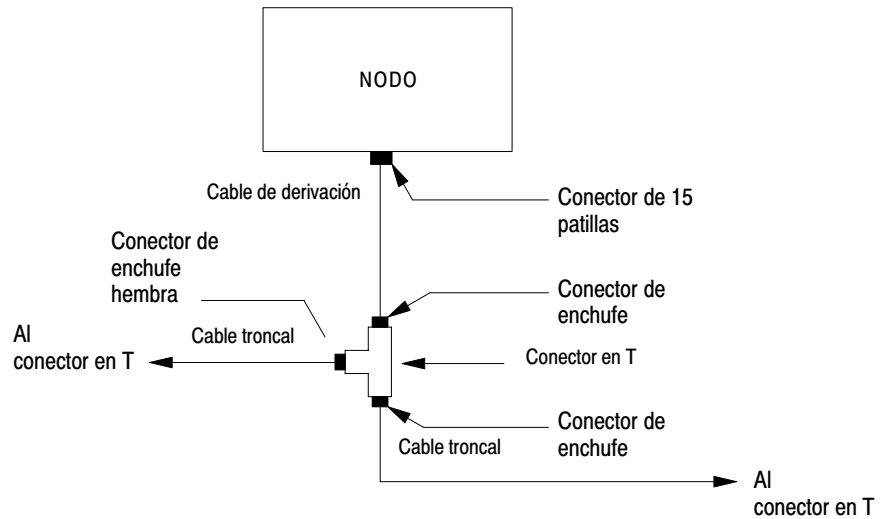 NODO
Cable de derivación
Conector de 15
patillas
Conector de
enchufe
hembra
Conector de
enchufe
Al
conector en T
Cable troncal
Conector en T
Cable troncal
Conector de
enchufe
Al
conector en T